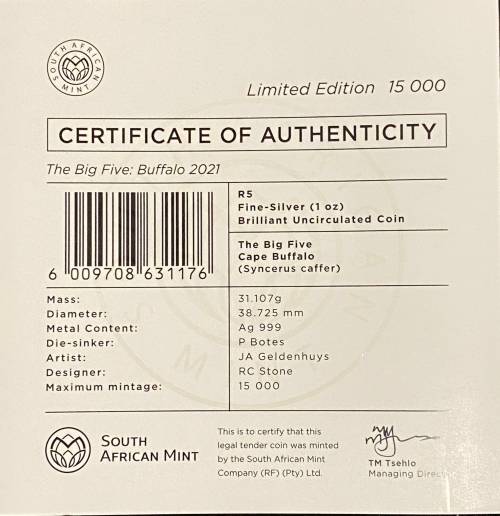 SOUTH AFRICAN MINT
Limited Edition 15 000
CERTIFICATE OF AUTHENTICITY
The Big Five: Buffalo 2021
6 009708 631176
R5
Fine-Silver (1 oz)
Brilliant Uncirculated Coin
The Big Five
Cape Buffalo
(Syncerus caffer)
Mass: 31.107g
Diameter: 38.725 mm
Metal Content: Ag 999
Die-sinker: P Botes
Artist: JA Geldenhuys
Designer: RC Stone
Maximum mintage: 15 000
SOUTH
AFRICAN MINT
This is to certify that this
legal tender coin was minted
by the South African Mint
Company (RF) (Pty) Ltd.
TM Tsehlo
Managing Direc